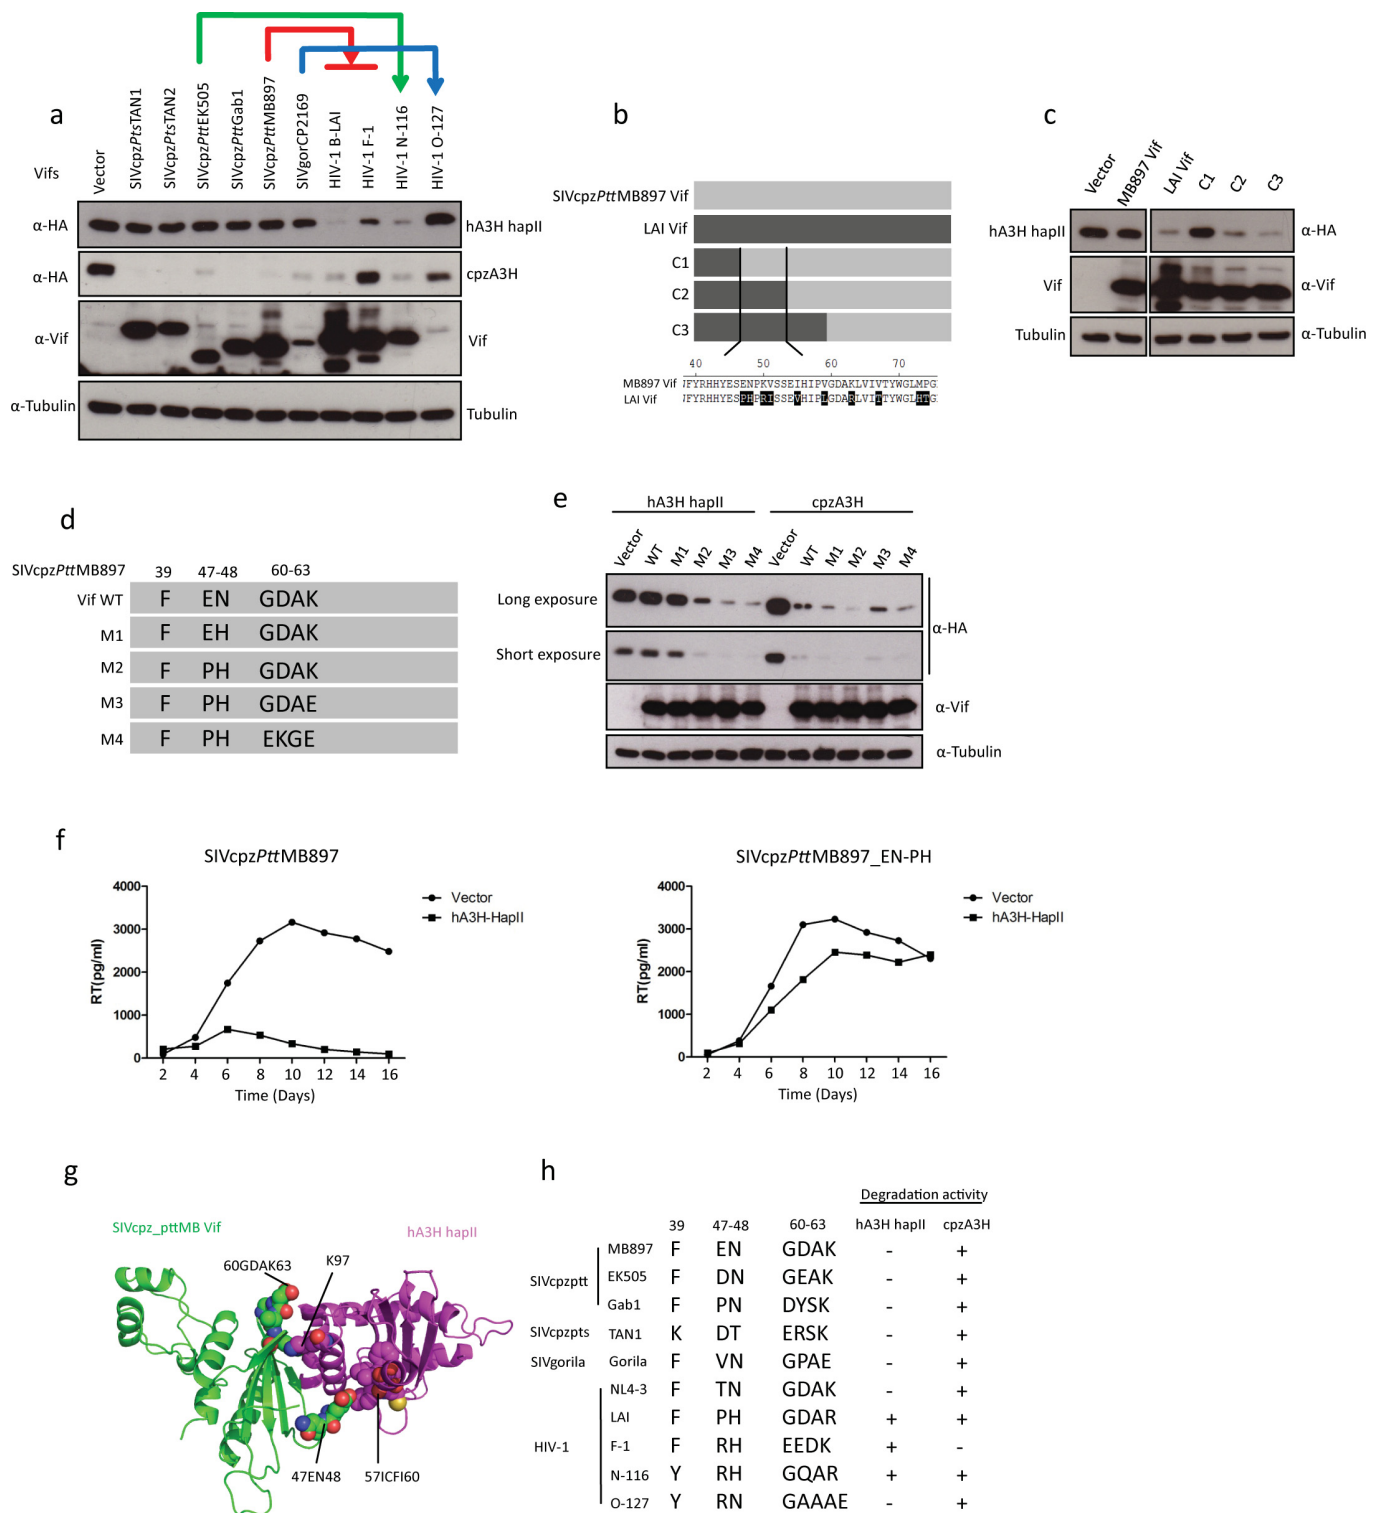 a
Vifs
Vector
SIVcpzPtsTAN1
SIVcpzPtsTAN2
SIVcpzPttEK505
SIVcpzPttGab1
SIVcpzPttMB897
SIVgorCP2169
HIV-1 B-LAI
HIV-1 F-1
HIV-1 N-116
HIV-1 O-127
α-HA
hA3H hapII
α-HA
cpzA3H
α-Vif
Vif
α-Tubulin
Tubulin
b
SIVcpzPttMB897 Vif
LAI Vif
C1
C2
C3
40 50 60 70
MB897 Vif FYRHHYESENPKVSSEIHIPVGDAKLVIVTYWGLMPG
LAI Vif FYRHHYESPHPRISSEVHIPLGDARLVITTYWGLHTG
c
Vector
MB897 Vif
LAI Vif
C1
C2
C3
hA3H hapII
α-HA
Vif
α-Vif
Tubulin
α-Tubulin
d
SIVcpzPttMB897 39 47-48 60-63
Vif WT F EN GDAK
M1 F EH GDAK
M2 F PH GDAK
M3 F PH GDAE
M4 F PH EKGE
e
hA3H hapII cpzA3H
Vector WT M1 M2 M3 M4 Vector WT M1 M2 M3 M4
Long exposure
α-HA
Short exposure
α-Vif
α-Tubulin
f
SIVcpzPttMB897
RT(pg/ml)
4000
3000
2000
1000
0
2 4 6 8 10 12 14 16
Time (Days)
Vector
hA3H-HapII
SIVcpzPttMB897_EN-PH
RT(pg/ml)
4000
3000
2000
1000
0
2 4 6 8 10 12 14 16
Time (Days)
Vector
hA3H-HapII
g
SIVcpz_pttMB Vif
hA3H hapII
60GDAK63
K97
47EN48
57ICFI60
h
Degradation activity
39 47-48 60-63 hA3H hapII cpzA3H
SIVcpzptt
MB897 F EN GDAK - +
EK505 F DN GEAK - +
Gab1 F PN DYSK - +
SIVcpzpts TAN1 K DT ERSK - +
SIVgorila Gorila F VN GPAE - +
HIV-1
NL4-3 F TN GDAK - +
LAI F PH GDAR + +
F-1 F RH EEDK + -
N-116 Y RH GQAR + +
O-127 Y RN GAAAE - +